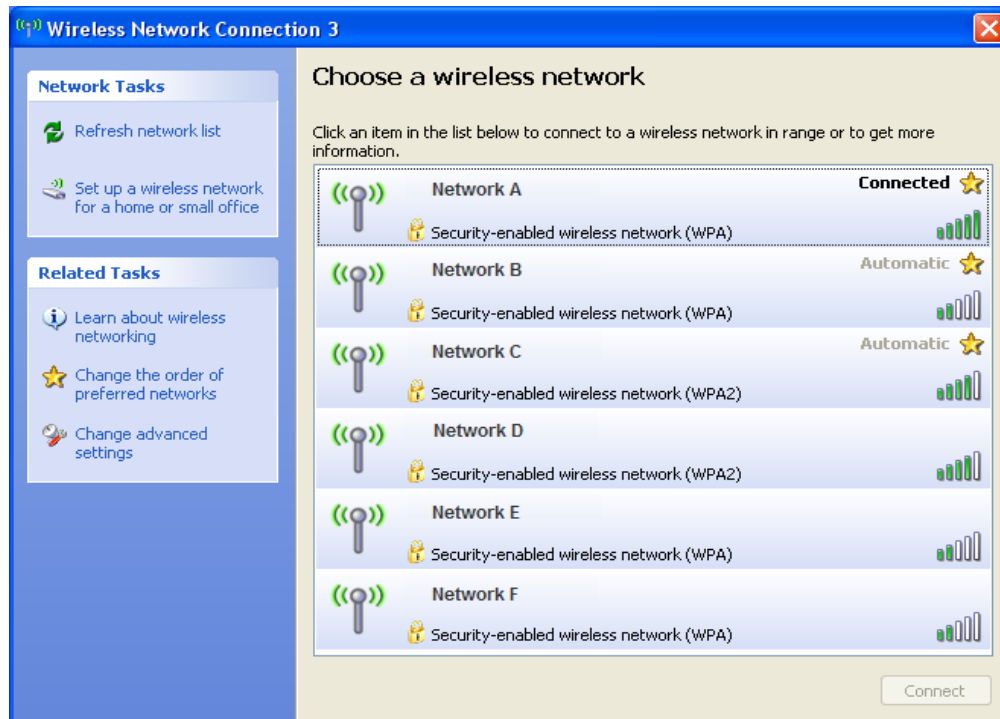 Wireless Network Connection 3
Network Tasks
Refresh network list
Set up a wireless network
for a home or small office
Related Tasks
Learn about wireless
networking
Change the order of
preferred networks
Change advanced
settings
Choose a wireless network
Click an item in the list below to connect to a wireless network in range or to get more
information.
Network A
Connected
Security-enabled wireless network (WPA)
Network B
Automatic
Security-enabled wireless network (WPA)
Network C
Automatic
Security-enabled wireless network (WPA2)
Network D
Security-enabled wireless network (WPA2)
Network E
Security-enabled wireless network (WPA)
Network F
Security-enabled wireless network (WPA)
Connect